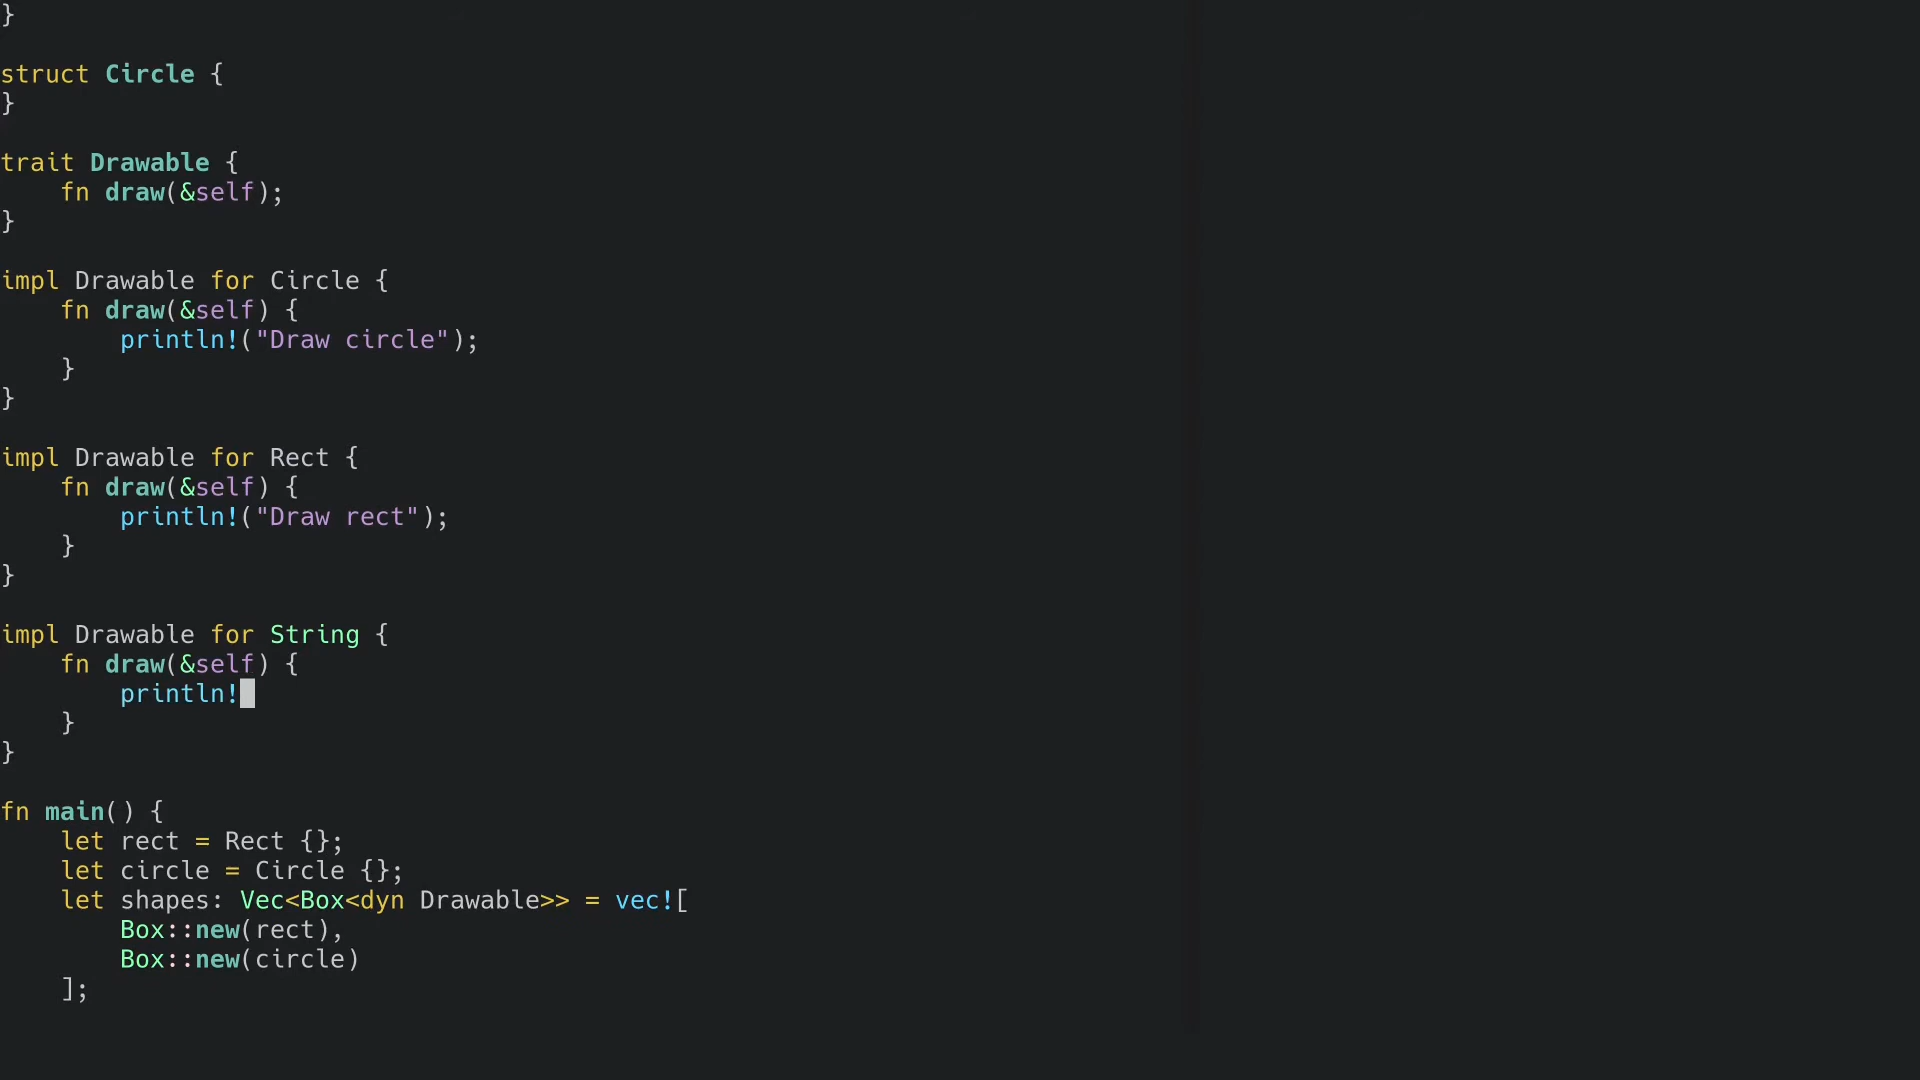 }
struct Circle {
}
trait Drawable {
    fn draw(&self);
}
impl Drawable for Circle {
    fn draw(&self) {
        println!("Draw circle");
    }
}
impl Drawable for Rect {
    fn draw(&self) {
        println!("Draw rect");
    }
}
impl Drawable for String {
    fn draw(&self) {
        println!
    }
}
fn main() {
    let rect = Rect {};
    let circle = Circle {};
    let shapes: Vec<Box<dyn Drawable>> = vec![
        Box::new(rect),
        Box::new(circle)
    ];